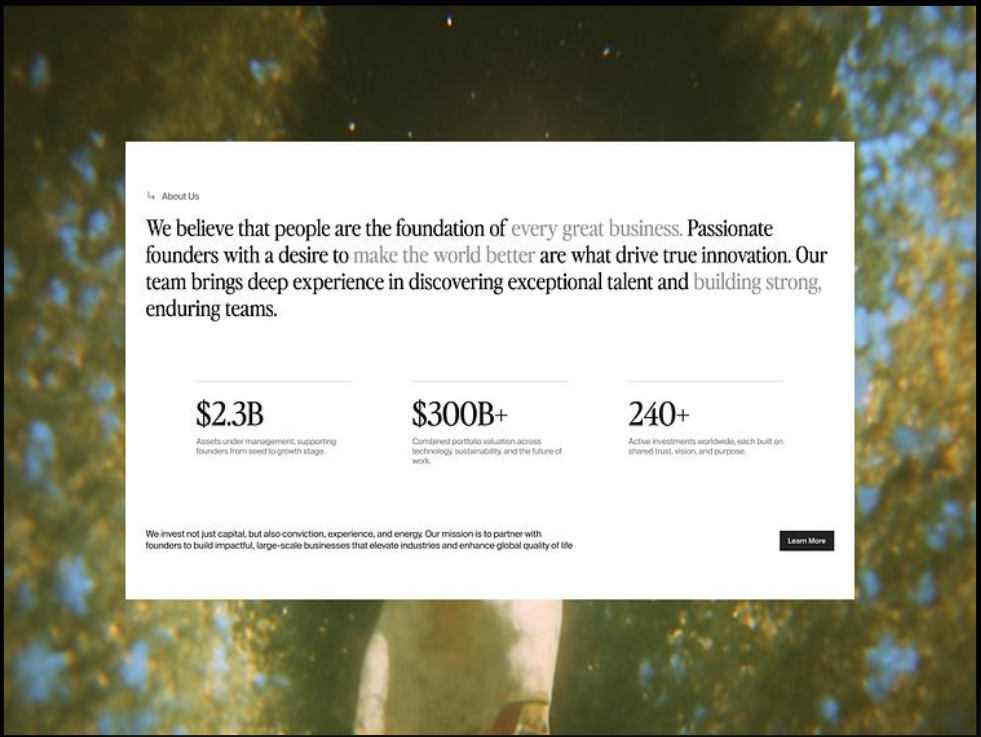 About Us
We believe that people are the foundation of every great business. Passionate
founders with a desire to make the world better are what drive true innovation. Our
team brings deep experience in discovering exceptional talent and building strong,
enduring teams.
$2.3B
Assets under management, supporting
founders from seed to growth stage.
$300B+
Combined portfolio valuation across
technology, sustainability, and the future of
work.
240+
Active investments worldwide, each built on
shared trust, vision, and purpose.
We invest not just capital, but also conviction, experience, and energy. Our mission is to partner with
founders to build impactful, large-scale businesses that elevate industries and enhance global quality of life
Learn More